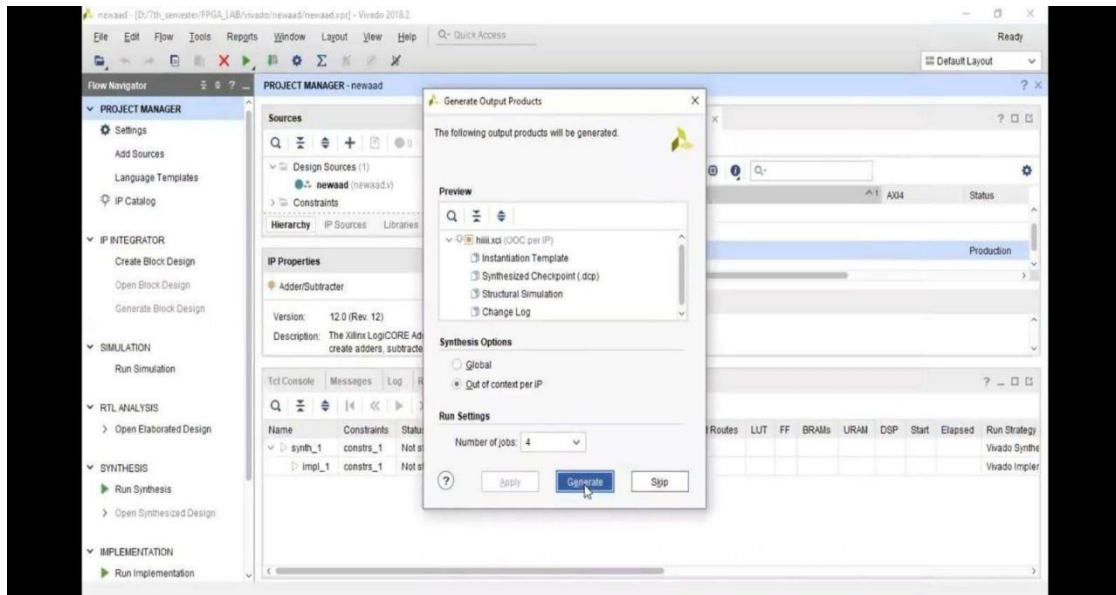 newaad - [D:/7th_semester/FPGA_LAB/vivado/newaad/newaad.xpr] - Vivado 2018.2
File Edit Flow Tools Reports Window Layout View Help Q- Quick Access
Ready
Default Layout
Flow Navigator
PROJECT MANAGER - newaad
PROJECT MANAGER
Settings
Add Sources
Language Templates
IP Catalog
IP INTEGRATOR
Create Block Design
Open Block Design
Generate Block Design
SIMULATION
Run Simulation
RTL ANALYSIS
Open Elaborated Design
SYNTHESIS
Run Synthesis
Open Synthesized Design
IMPLEMENTATION
Run Implementation
Sources
Design Sources (1)
newaad (newaad.v)
Constraints
Hierarchy IP Sources Libraries
IP Properties
Adder/Subtracter
Version: 12.0 (Rev. 12)
Description: The Xilinx LogiCORE
create adders, subtracte
Generate Output Products
The following output products will be generated.
Preview
hiiii.xci (OOC per IP)
Instantiation Template
Synthesized Checkpoint (.dcp)
Structural Simulation
Change Log
Synthesis Options
Global
Out of context per IP
Run Settings
Number of jobs: 4
? Apply Generate Skip
AXI4 Status
Production
Tcl Console Messages Log
Name Constraints Statu
Routes LUT FF BRAMs URAM DSP Start Elapsed Run Strategy
synth_1 constrs_1 Not s
Vivado Synthe
impl_1 constrs_1 Not s
Vivado Impler